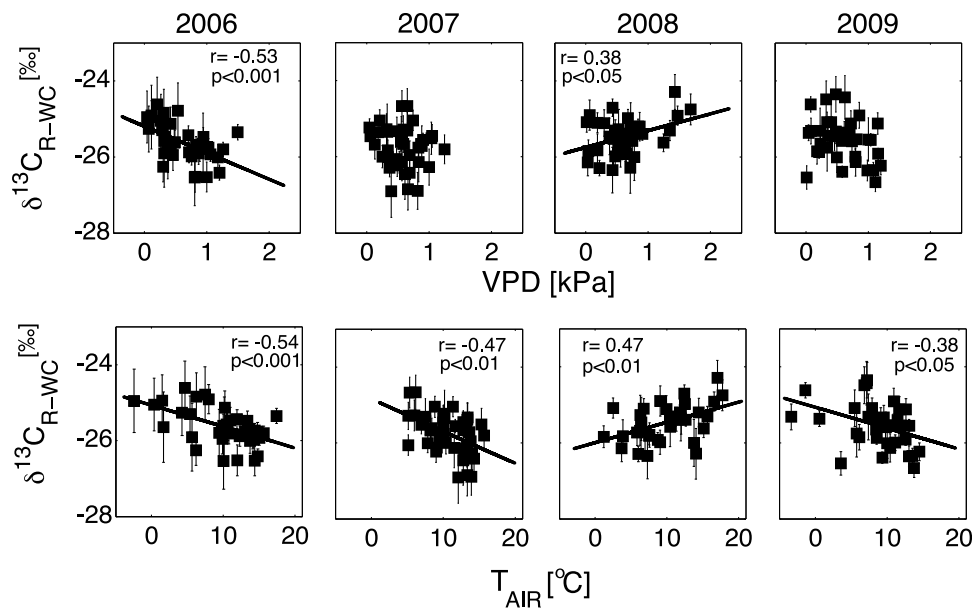 2006 2007 2008 2009
r= -0.53
p<0.001
r= 0.38
p<0.05
δ¹³C_R−WC [‰]
-24
-26
-28
0 1 2 0 1 2 0 1 2 0 1 2
VPD [kPa]
r= -0.54
p<0.001
r= -0.47
p<0.01
r= 0.47
p<0.01
r= -0.38
p<0.05
δ¹³C_R−WC [‰]
-24
-26
-28
0 10 20 0 10 20 0 10 20 0 10 20
T_AIR [°C]